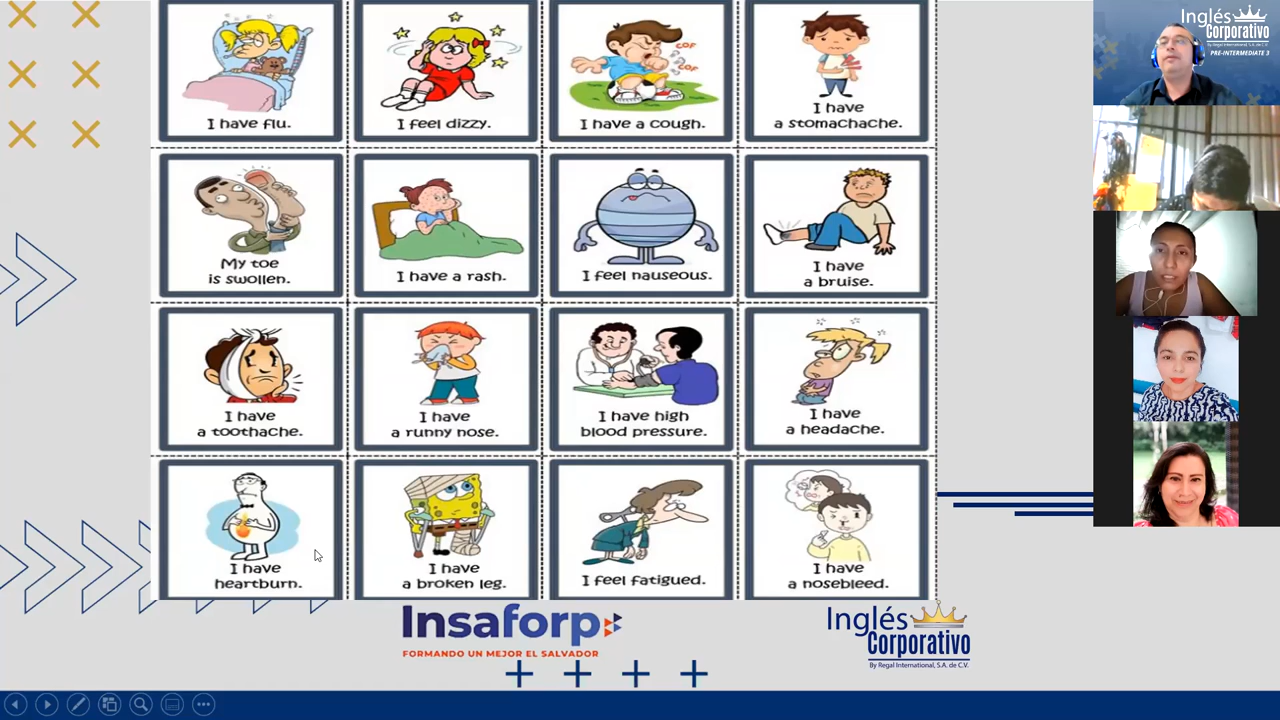 I have flu.
I feel dizzy.
COF
COF
I have a cough.
I have
a stomachache.
My toe
is swollen.
I have a rash.
I feel nauseous.
I have
a bruise.
I have
a toothache.
I have
a runny nose.
I have high
blood pressure.
I have
a headache.
I have
heartburn.
I have
a broken leg.
I feel fatigued.
I have
a nosebleed.
Insaforp
FORMANDO UN MEJOR EL SALVADOR
Inglés
Corporativo
By Regal International, S.A. de C.V.
Inglés
Corporativo
By Regal International, S.A. de C.V.
PRE-INTERMEDIATE 3